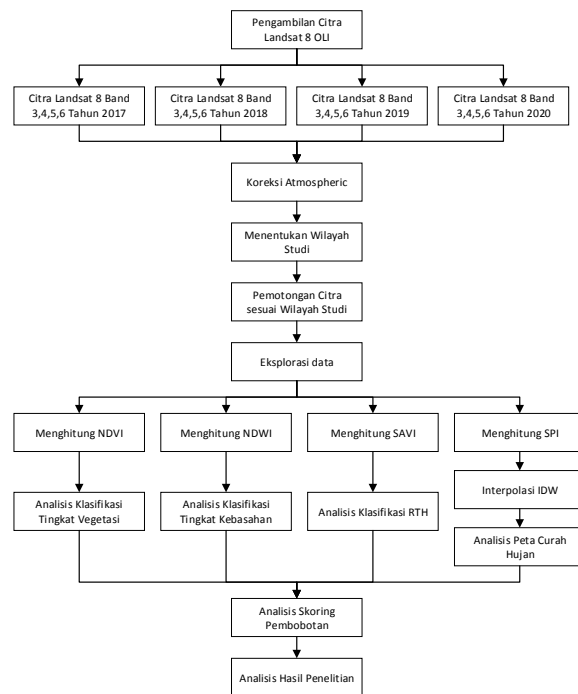 Pengambilan Citra
Landsat 8 OLI
Citra Landsat 8 Band
3,4,5,6 Tahun 2017
Citra Landsat 8 Band
3,4,5,6 Tahun 2018
Citra Landsat 8 Band
3,4,5,6 Tahun 2019
Citra Landsat 8 Band
3,4,5,6 Tahun 2020
Koreksi Atmospheric
Menentukan Wilayah
Studi
Pemotongan Citra
sesuai Wilayah Studi
Eksplorasi data
Menghitung NDVI
Menghitung NDWI
Menghitung SAVI
Menghitung SPI
Analisis Klasifikasi
Tingkat Vegetasi
Analisis Klasifikasi
Tingkat Kebasahan
Analisis Klasifikasi RTH
Interpolasi IDW
Analisis Peta Curah
Hujan
Analisis Skoring
Pembobotan
Analisis Hasil Penelitian